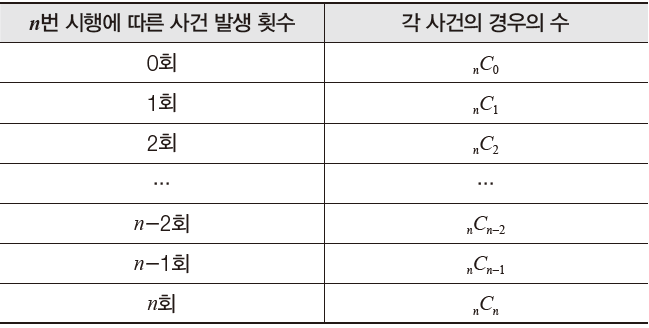 n번 시행에 따른 사건 발생 횟수 각 사건의 경우의 수
0회 ₙC₀
1회 ₙC₁
2회 ₙC₂
... ...
n−2회 ₙCₙ₋₂
n−1회 ₙCₙ₋₁
n회 ₙCₙ